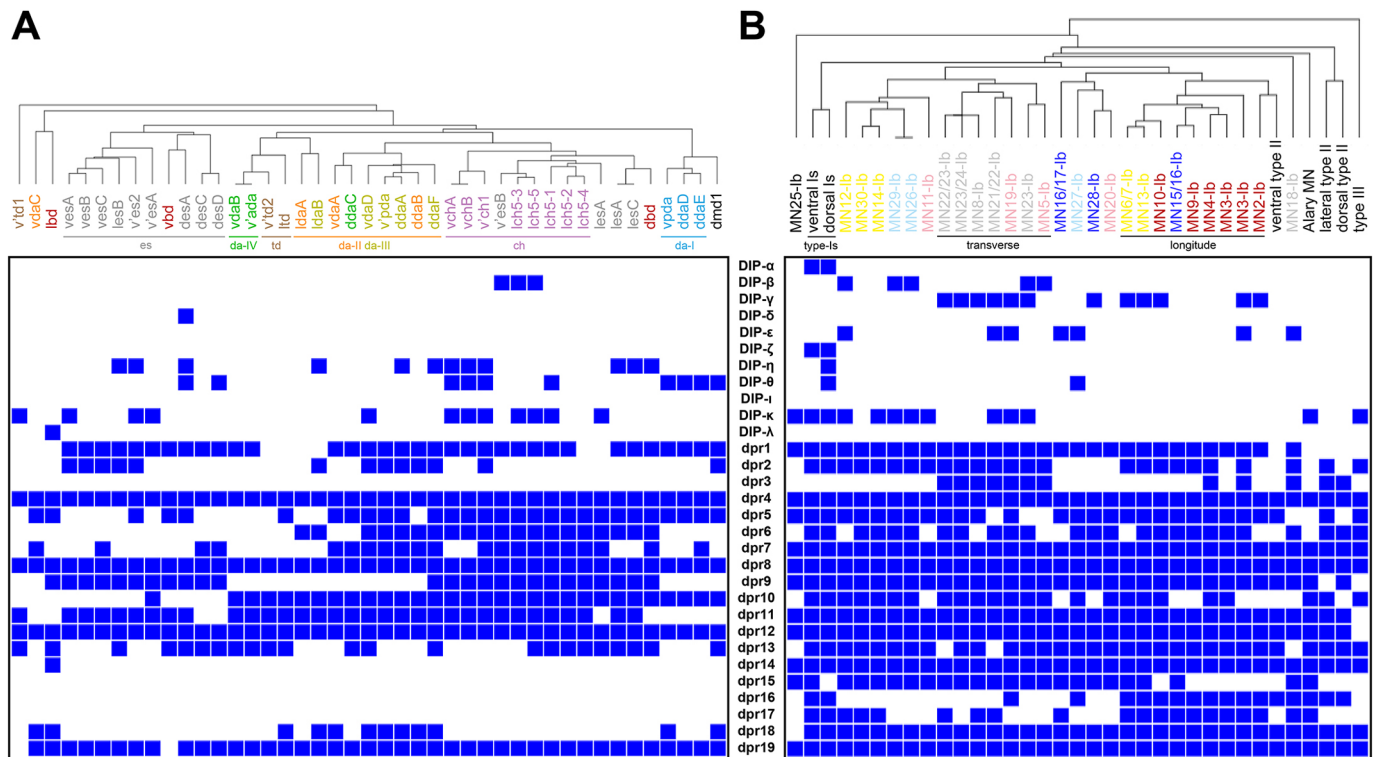 A
B
v'td1
vdaC
lbd
vesA
vesB
vesC
lesB
v'es2
v'esA
vbd
desA
desC
desD
vdaB
v'ada
v'td2
ltd
ldaA
ldaB
vdaA
ddaC
vdaD
v'pda
ddaA
ddaB
ddaF
vchA
vchB
v'ch1
v'esB
lch5-3
lch5-5
lch5-1
lch5-2
lch5-4
lesA
lesA
lesC
dbd
vpda
ddaD
ddaE
dmd1
es
da-IV
td
da-II da-III
ch
da-I
MN25-Ib
ventral Is
dorsal Is
MN12-Ib
MN30-Ib
MN14-Ib
MN29-Ib
MN26-Ib
MN11-Ib
MN22/23-Ib
MN23/24-Ib
MN8-Ib
MN21/22-Ib
MN19-Ib
MN23-Ib
MN5-Ib
MN16/17-Ib
MN27-Ib
MN28-Ib
MN20-Ib
MN6/7-Ib
MN13-Ib
MN10-Ib
MN15/16-Ib
MN9-Ib
MN4-Ib
MN3-Ib
MN3-Ib
MN2-Ib
ventral type II
MN18-Ib
Alary MN
lateral type II
dorsal type II
type III
type-Is
transverse
longitude
DIP-α
DIP-β
DIP-γ
DIP-δ
DIP-ε
DIP-ζ
DIP-η
DIP-θ
DIP-ι
DIP-κ
DIP-λ
dpr1
dpr2
dpr3
dpr4
dpr5
dpr6
dpr7
dpr8
dpr9
dpr10
dpr11
dpr12
dpr13
dpr14
dpr15
dpr16
dpr17
dpr18
dpr19